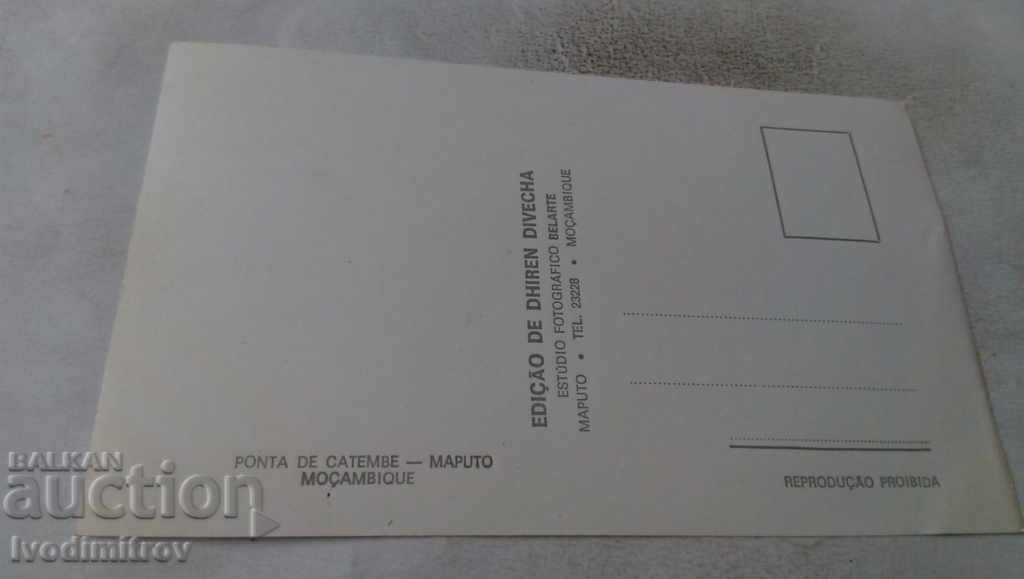 EDIÇÃO DE DHIREN DIVECHA
ESTÚDIO FOTOGRÁFICO BELARTE
MAPUTO • TEL. 23228 • MOÇAMBIQUE
PONTA DE CATEMBE — MAPUTO
MOÇAMBIQUE
REPRODUÇÃO PROIBIDA
BALKAN
auction
Ivodimitrov